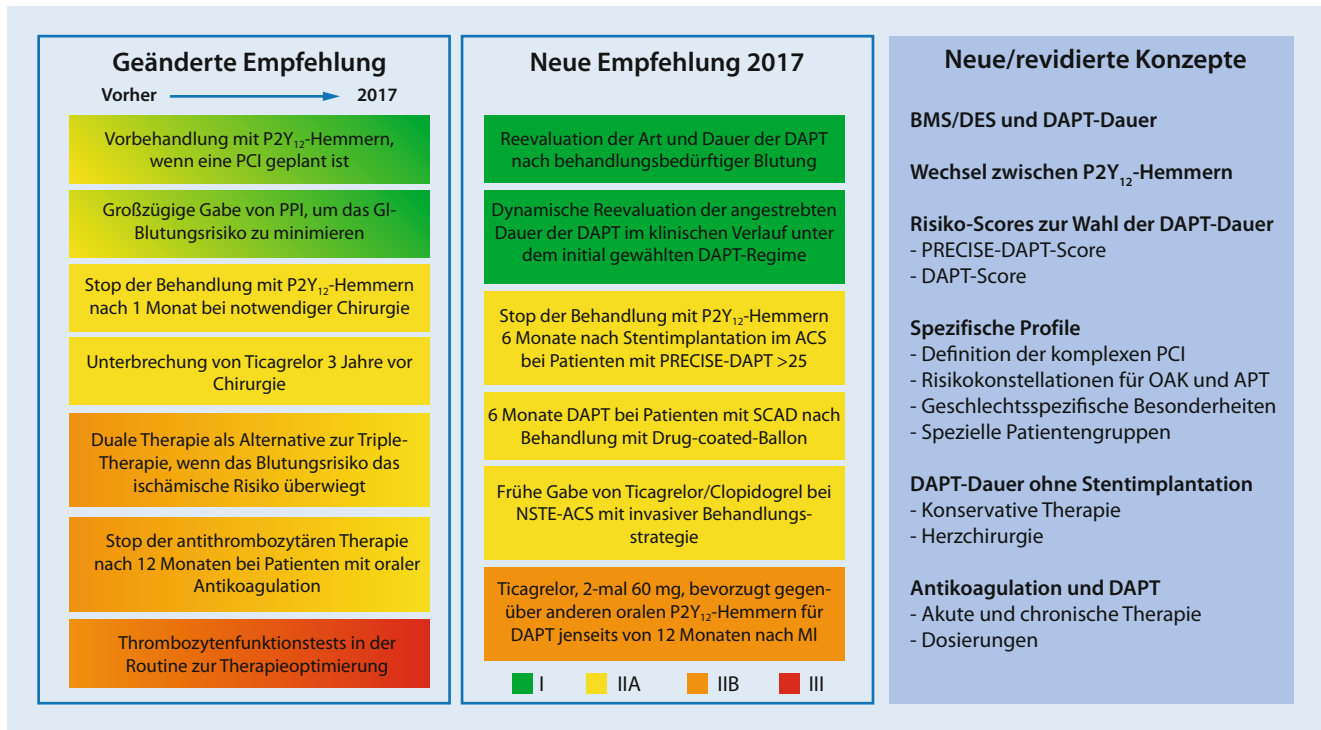 Geänderte Empfehlung
Vorher
2017
Vorbehandlung mit P2Y₁₂-Hemmern,
wenn eine PCI geplant ist
Großzügige Gabe von PPI, um das GI-
Blutungsrisiko zu minimieren
Stop der Behandlung mit P2Y₁₂-Hemmern
nach 1 Monat bei notwendiger Chirurgie
Unterbrechung von Ticagrelor 3 Jahre vor
Chirurgie
Duale Therapie als Alternative zur Triple-
Therapie, wenn das Blutungsrisiko das
ischämische Risiko überwiegt
Stop der antithrombozytären Therapie
nach 12 Monaten bei Patienten mit oraler
Antikoagulation
Thrombozytenfunktionstests in der
Routine zur Therapieoptimierung
Neue Empfehlung 2017
Reevaluation der Art und Dauer der DAPT
nach behandlungsbedürftiger Blutung
Dynamische Reevaluation der angestrebten
Dauer der DAPT im klinischen Verlauf unter
dem initial gewählten DAPT-Regime
Stop der Behandlung mit P2Y₁₂-Hemmern
6 Monate nach Stentimplantation im ACS
bei Patienten mit PRECISE-DAPT >25
6 Monate DAPT bei Patienten mit SCAD nach
Behandlung mit Drug-coated-Ballon
Frühe Gabe von Ticagrelor/Clopidogrel bei
NSTE-ACS mit invasiver Behandlungs-
strategie
Ticagrelor, 2-mal 60 mg, bevorzugt gegen-
über anderen oralen P2Y₁₂-Hemmern für
DAPT jenseits von 12 Monaten nach MI
I IIA IIB III
Neue/revidierte Konzepte
BMS/DES und DAPT-Dauer
Wechsel zwischen P2Y₁₂-Hemmern
Risiko-Scores zur Wahl der DAPT-Dauer
- PRECISE-DAPT-Score
- DAPT-Score
Spezifische Profile
- Definition der komplexen PCI
- Risikokonstellationen für OAK und APT
- Geschlechtsspezifische Besonderheiten
- Spezielle Patientengruppen
DAPT-Dauer ohne Stentimplantation
- Konservative Therapie
- Herzchirurgie
Antikoagulation und DAPT
- Akute und chronische Therapie
- Dosierungen